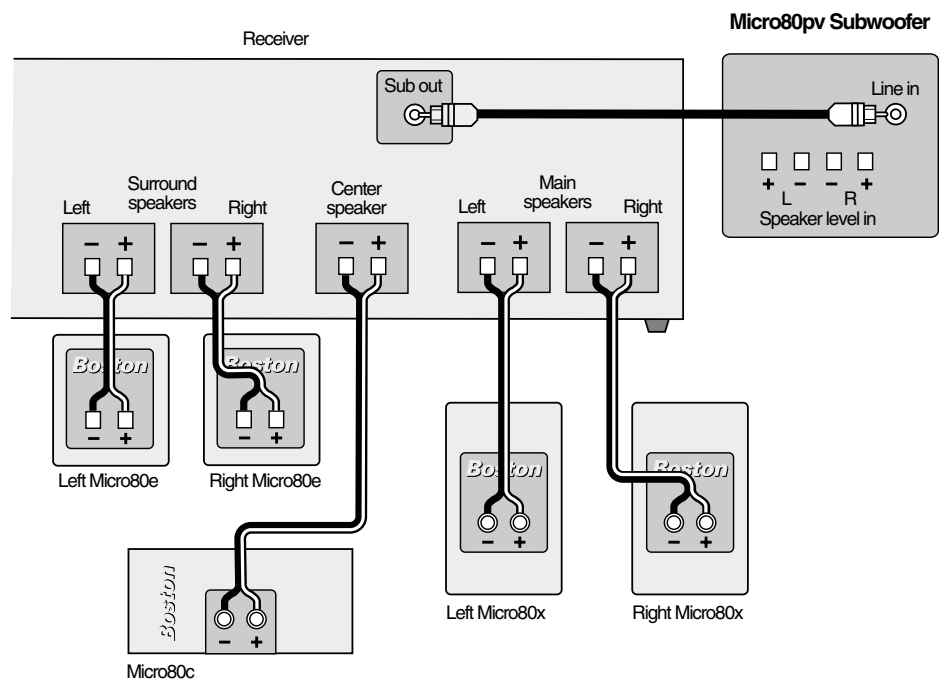 Micro80pv Subwoofer
Receiver
Sub out
Line in
+ - - +
L R
Speaker level in
Surround
speakers
Left
Right
Center
speaker
Main
speakers
Left
Right
- +
- +
- +
- +
- +
Boston
- +
Left Micro80e
Boston
- +
Right Micro80e
Boston
- +
Left Micro80x
Boston
- +
Right Micro80x
Boston
- +
Micro80c